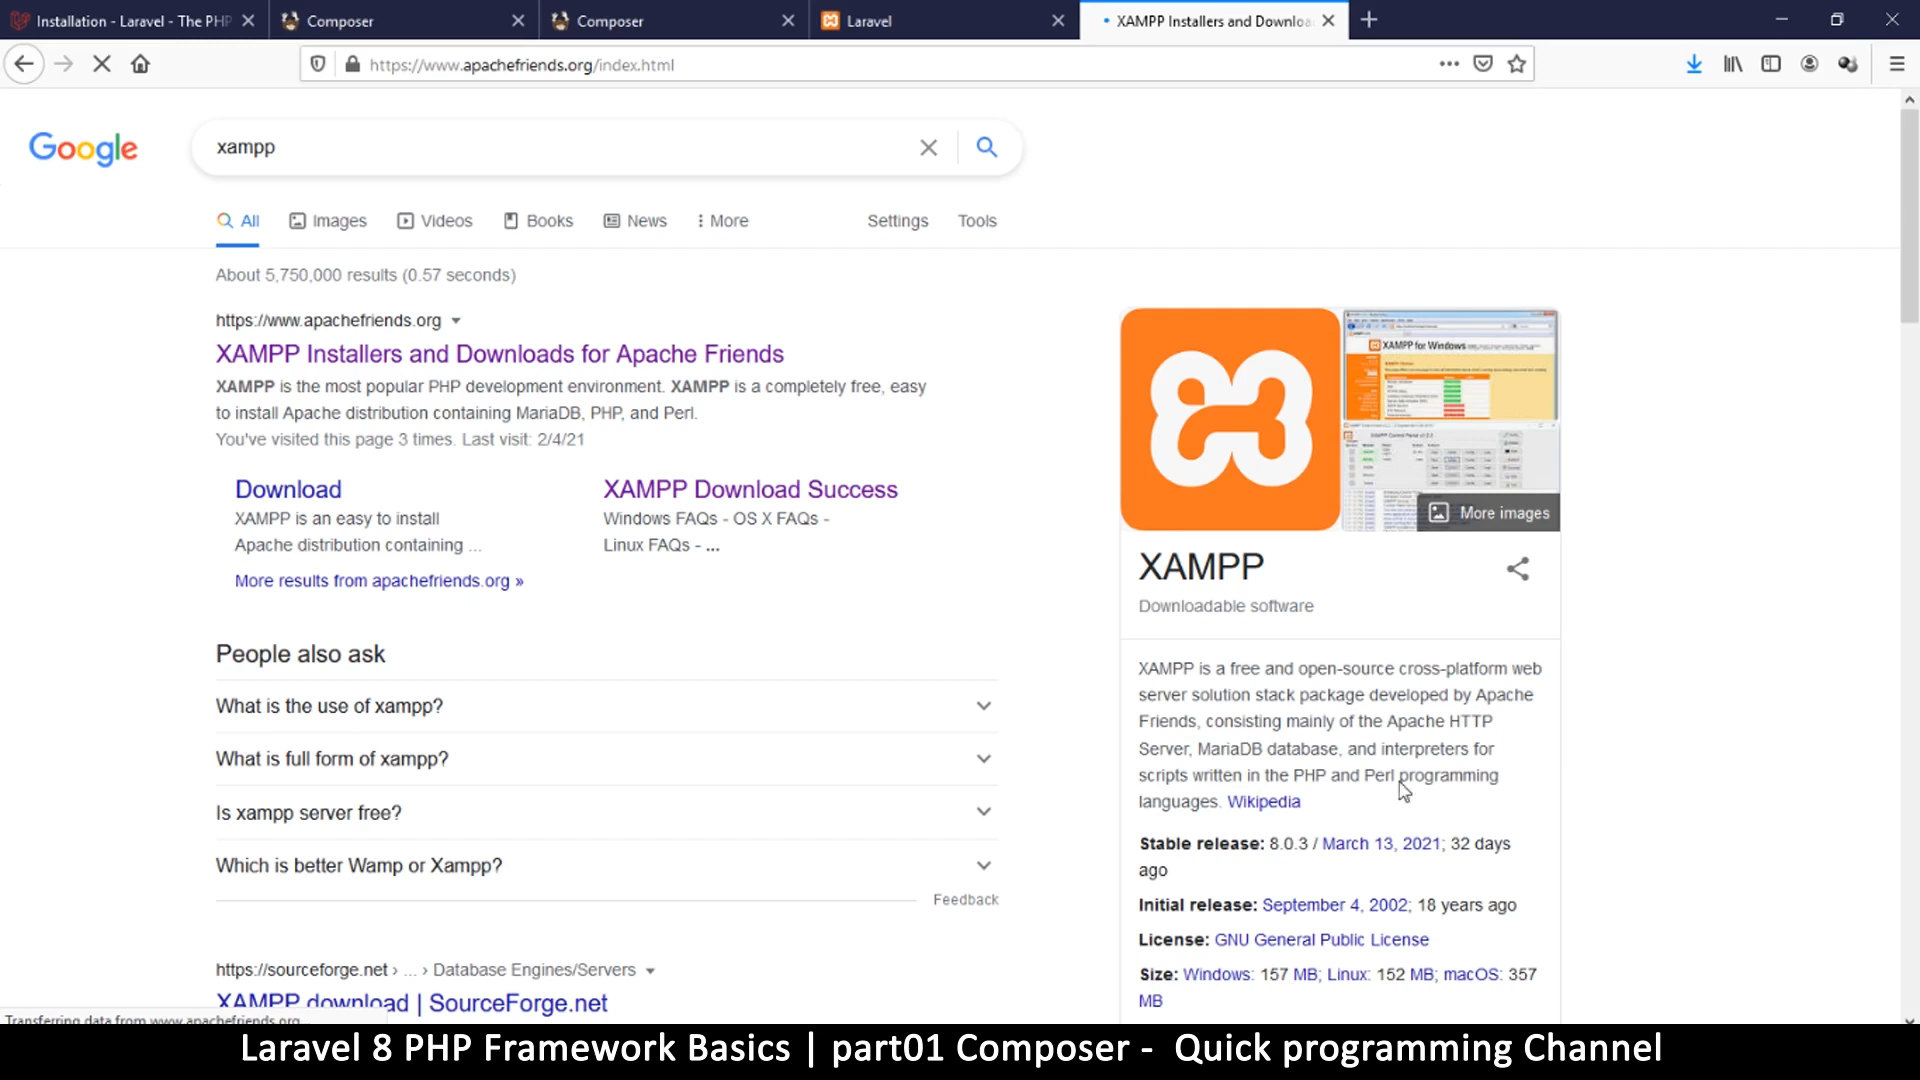 Installation - Laravel - The PHP
Composer
Composer
Laravel
XAMPP Installers and Downloa
https://www.apachefriends.org/index.html
Google
xampp
All
Images
Videos
Books
News
More
Settings
Tools
About 5,750,000 results (0.57 seconds)
https://www.apachefriends.org
XAMPP Installers and Downloads for Apache Friends
XAMPP is the most popular PHP development environment. XAMPP is a completely free, easy
to install Apache distribution containing MariaDB, PHP, and Perl.
You've visited this page 3 times. Last visit: 2/4/21
Download
XAMPP is an easy to install
Apache distribution containing ...
XAMPP Download Success
Windows FAQs - OS X FAQs -
Linux FAQs - ...
More results from apachefriends.org »
People also ask
What is the use of xampp?
What is full form of xampp?
Is xampp server free?
Which is better Wamp or Xampp?
Feedback
https://sourceforge.net › ... › Database Engines/Servers
XAMPP download | SourceForge.net
XAMPP for Windows
More images
XAMPP
Downloadable software
XAMPP is a free and open-source cross-platform web
server solution stack package developed by Apache
Friends, consisting mainly of the Apache HTTP
Server, MariaDB database, and interpreters for
scripts written in the PHP and Perl programming
languages. Wikipedia
Stable release: 8.0.3 / March 13, 2021; 32 days
ago
Initial release: September 4, 2002; 18 years ago
License: GNU General Public License
Size: Windows: 157 MB; Linux: 152 MB; macOS: 357
MB
Transferring data from www.apachefriends.org...
Laravel 8 PHP Framework Basics | part01 Composer - Quick programming Channel